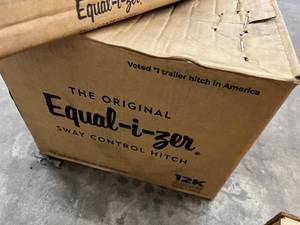 Equal-i-zer
Voted #1 trailer hitch in America
THE ORIGINAL
Equal-i-zer®
SWAY CONTROL HITCH
12K